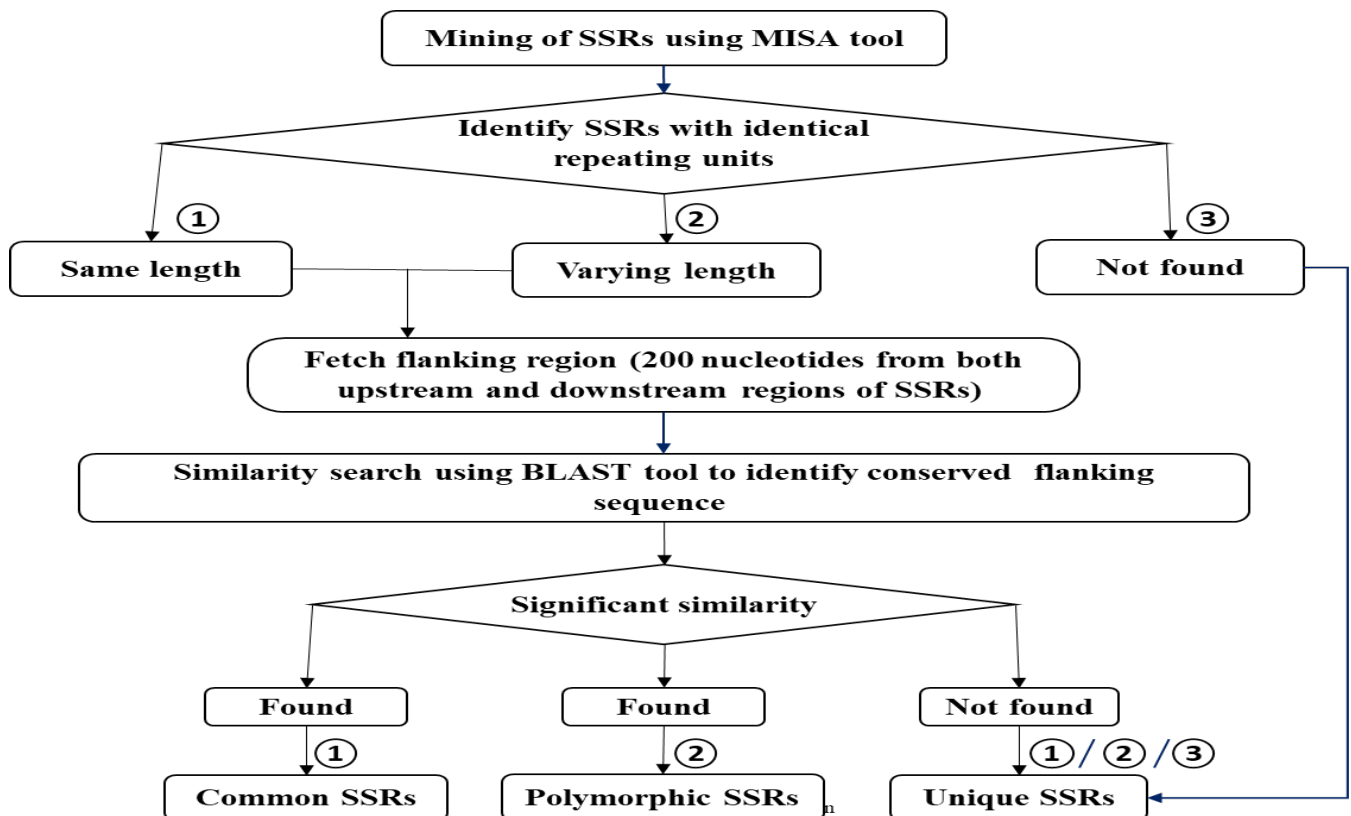 Mining of SSRs using MISA tool
Identify SSRs with identical
repeating units
① ② ③
Same length
Varying length
Not found
Fetch flanking region (200 nucleotides from both
upstream and downstream regions of SSRs)
Similarity search using BLAST tool to identify conserved flanking
sequence
Significant similarity
Found
Found
Not found
① ② ① / ② / ③
Common SSRs
Polymorphic SSRs
n
Unique SSRs